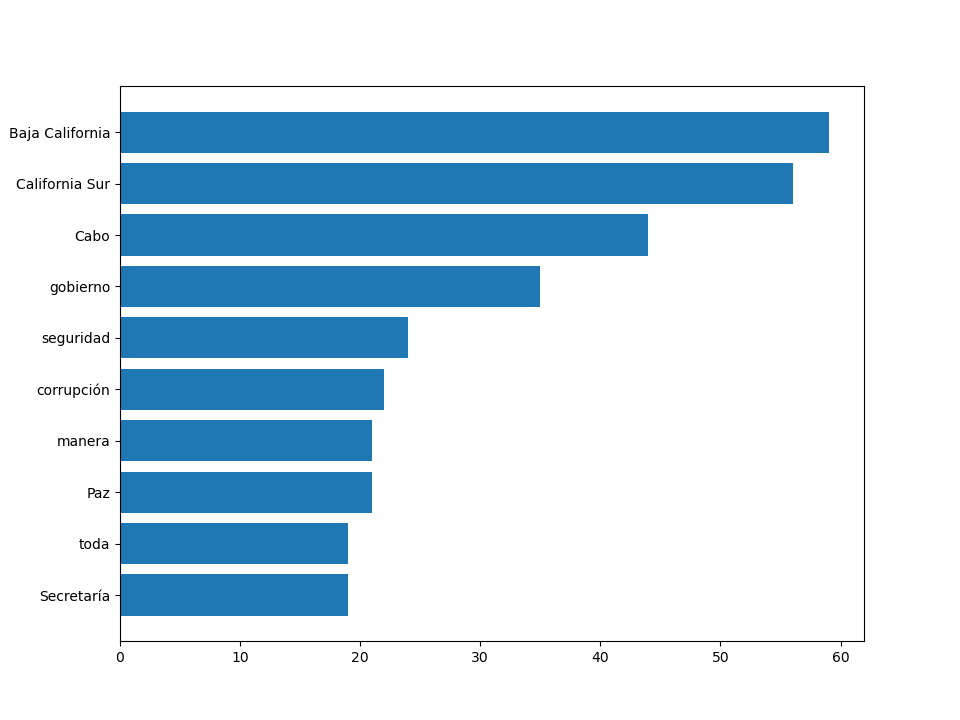 Baja California
California Sur
Cabo
gobierno
seguridad
corrupción
manera
Paz
toda
Secretaría
0 10 20 30 40 50 60